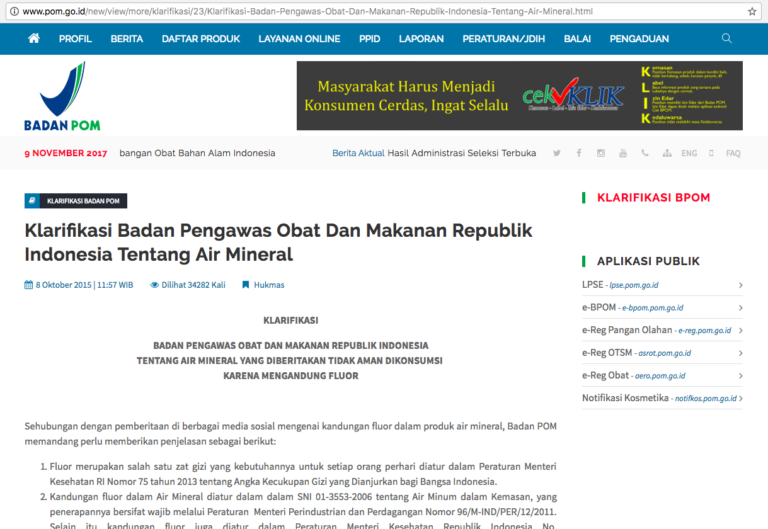 www.pom.go.id/new/view/more/klarifikasi/23/Klarifikasi-Badan-Pengawas-Obat-Dan-Makanan-Republik-Indonesia-Tentang-Air-Mineral.html
PROFIL BERITA DAFTAR PRODUK LAYANAN ONLINE PPID LAPORAN PERATURAN/JDIH BALAI PENGADUAN
BADAN POM
Masyarakat Harus Menjadi
Konsumen Cerdas, Ingat Selalu
cek KLIK
Kemasan
Label
Izin Edar
Kedaluwarsa
9 NOVEMBER 2017 bangan Obat Bahan Alam Indonesia Berita Aktual Hasil Administrasi Seleksi Terbuka ENG FAQ
KLARIFIKASI BADAN POM
Klarifikasi Badan Pengawas Obat Dan Makanan Republik
Indonesia Tentang Air Mineral
8 Oktober 2015 | 11:57 WIB Dilihat 34282 Kali Hukmas
KLARIFIKASI
BADAN PENGAWAS OBAT DAN MAKANAN REPUBLIK INDONESIA
TENTANG AIR MINERAL YANG DIBERITAKAN TIDAK AMAN DIKONSUMSI
KARENA MENGANDUNG FLUOR
Sehubungan dengan pemberitaan di berbagai media sosial mengenai kandungan fluor dalam produk air mineral, Badan POM
memandang perlu memberikan penjelasan sebagai berikut:
1. Fluor merupakan salah satu zat gizi yang kebutuhannya untuk setiap orang perhari diatur dalam Peraturan Menteri
Kesehatan RI Nomor 75 tahun 2013 tentang Angka Kecukupan Gizi yang Dianjurkan bagi Bangsa Indonesia.
2. Kandungan fluor dalam Air Mineral diatur dalam dalam SNI 01-3553-2006 tentang Air Minum dalam Kemasan, yang
penerapannya bersifat wajib melalui Peraturan Menteri Perindustrian dan Perdagangan Nomor 96/M-IND/PER/12/2011.
Selain itu kandungan fluor juga diatur dalam Peraturan Menteri Kesehatan Republik Indonesia No.
KLARIFIKASI BPOM
APLIKASI PUBLIK
LPSE - lpse.pom.go.id
e-BPOM - e-bpom.pom.go.id
e-Reg Pangan Olahan - e-reg.pom.go.id
e-Reg OTSM - asrot.pom.go.id
e-Reg Obat - aero.pom.go.id
Notifikasi Kosmetika - notifkos.pom.go.id